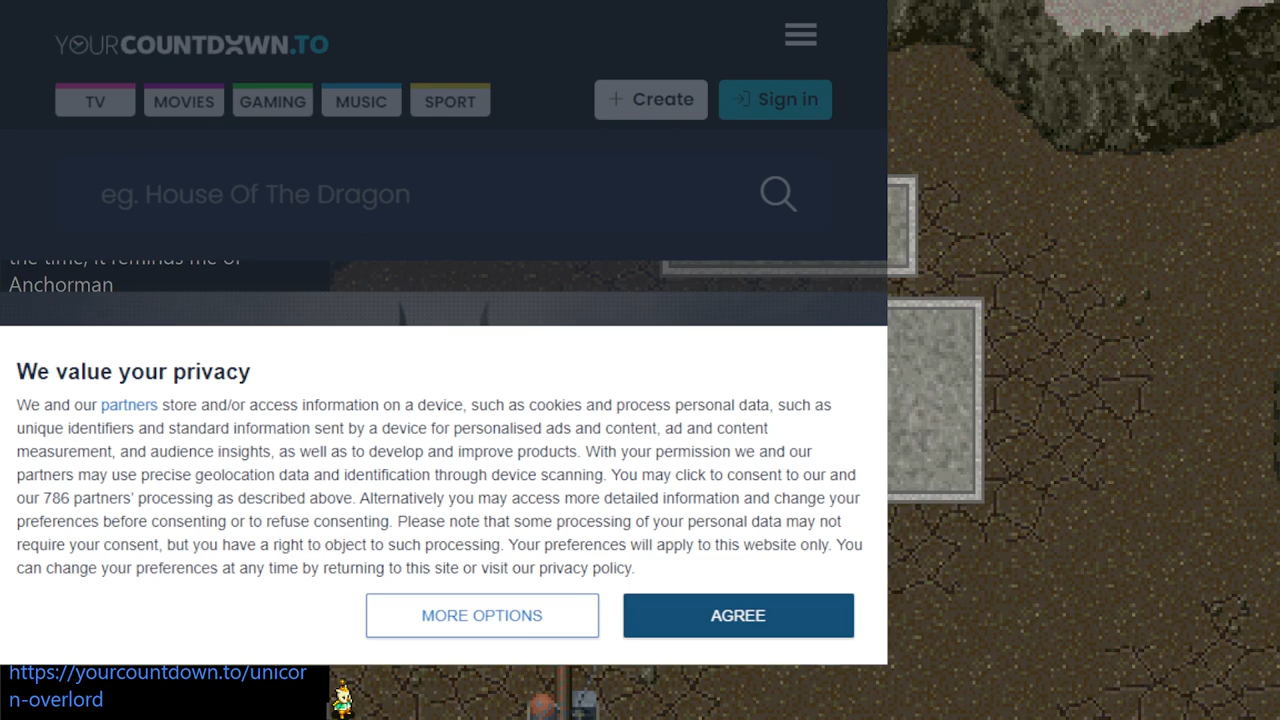 YOURCOUNTDOWN.TO
TV MOVIES GAMING MUSIC SPORT + Create Sign in
eg. House Of The Dragon
the time, it reminds me of
Anchorman
We value your privacy
We and our partners store and/or access information on a device, such as cookies and process personal data, such as
unique identifiers and standard information sent by a device for personalised ads and content, ad and content
measurement, and audience insights, as well as to develop and improve products. With your permission we and our
partners may use precise geolocation data and identification through device scanning. You may click to consent to our and
our 786 partners’ processing as described above. Alternatively you may access more detailed information and change your
preferences before consenting or to refuse consenting. Please note that some processing of your personal data may not
require your consent, but you have a right to object to such processing. Your preferences will apply to this website only. You
can change your preferences at any time by returning to this site or visit our privacy policy.
MORE OPTIONS AGREE
https://yourcountdown.to/unicor
n-overlord